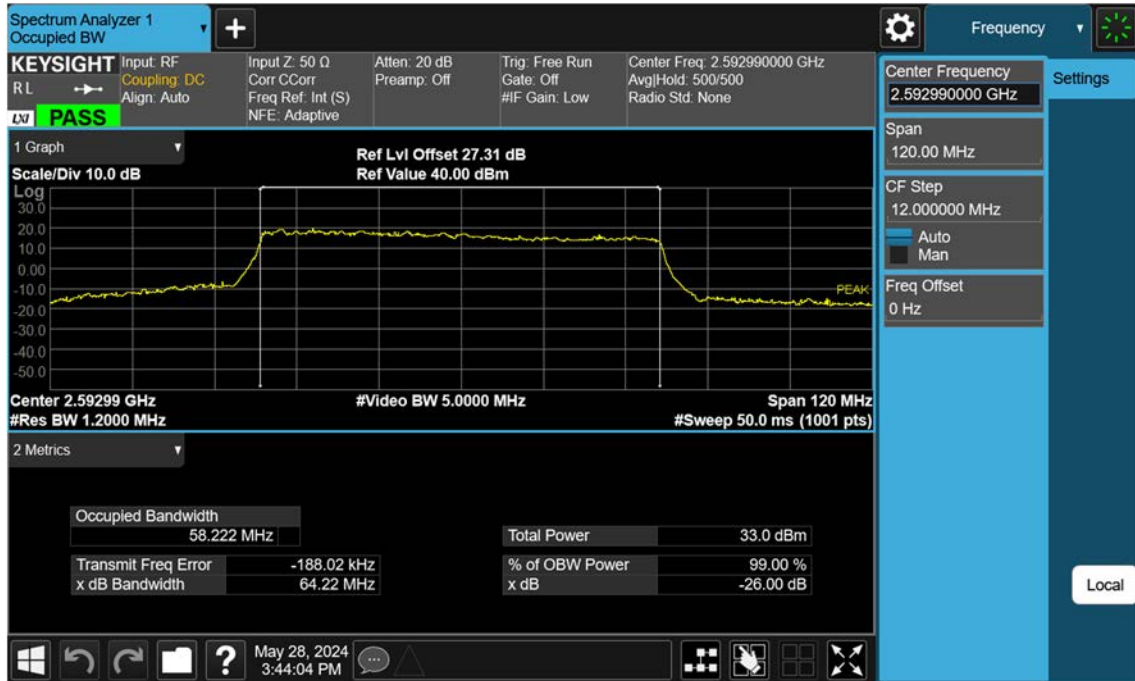 Spectrum Analyzer 1
Occupied BW
Frequency
KEYSIGHT
R L
LXI
PASS
Input: RF
Coupling: DC
Align: Auto
Input Z: 50 Ω
Corr CCorr
Freq Ref: Int (S)
NFE: Adaptive
Atten: 20 dB
Preamp: Off
Trig: Free Run
Gate: Off
#IF Gain: Low
Center Freq: 2.592990000 GHz
Avg|Hold: 500/500
Radio Std: None
Center Frequency
2.592990000 GHz
Settings
Span
120.00 MHz
CF Step
12.000000 MHz
Auto
Man
Freq Offset
0 Hz
Local
1 Graph
Scale/Div 10.0 dB
Ref Lvl Offset 27.31 dB
Ref Value 40.00 dBm
Log
30.0
20.0
10.0
0.00
-10.0
-20.0
-30.0
-40.0
-50.0
PEAK
Center 2.59299 GHz
#Res BW 1.2000 MHz
#Video BW 5.0000 MHz
Span 120 MHz
#Sweep 50.0 ms (1001 pts)
2 Metrics
Occupied Bandwidth
58.222 MHz
Transmit Freq Error -188.02 kHz
x dB Bandwidth 64.22 MHz
Total Power 33.0 dBm
% of OBW Power 99.00 %
x dB -26.00 dB
?
May 28, 2024
3:44:04 PM